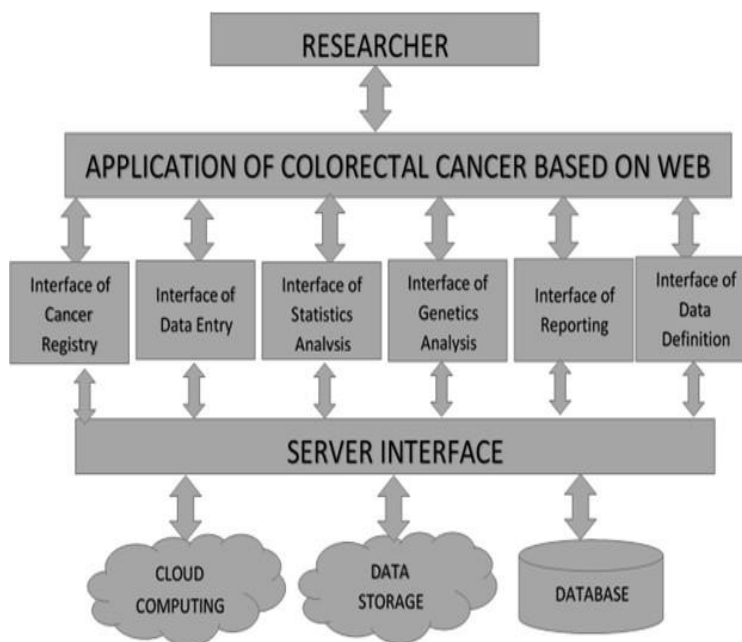 RESEARCHER
APPLICATION OF COLORECTAL CANCER BASED ON WEB
Interface of
Cancer
Registry
Interface of
Data Entry
Interface of
Statistics
Analysis
Interface of
Genetics
Analysis
Interface of
Reporting
Interface of
Data
Definition
SERVER INTERFACE
CLOUD
COMPUTING
DATA
STORAGE
DATABASE